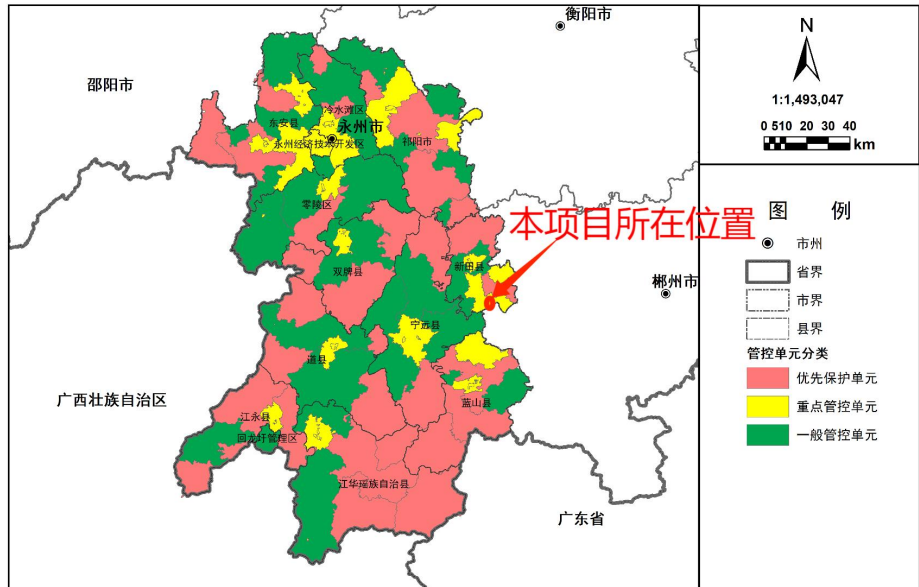 衡阳市
邵阳市
冷水滩区
东安县
永州市
永州经济技术开发区
祁阳市
零陵区
本项目所在位置
双牌县
新田县
郴州市
宁远县
道县
广西壮族自治区
蓝山县
江永县
回龙圩管理区
江华瑶族自治县
广东省
N
1:1,493,047
0 510 20 30 40
km
图 例
市州
省界
市界
县界
管控单元分类
优先保护单元
重点管控单元
一般管控单元